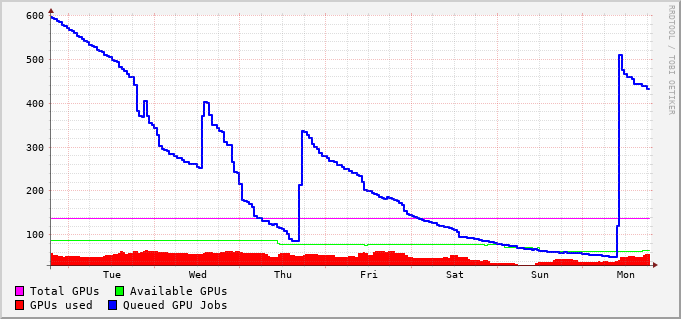 RRDTOOL / TOBI OETIKER
600
500
400
300
200
100
Tue Wed Thu Fri Sat Sun Mon
Total GPUs Available GPUs
GPUs used Queued GPU Jobs